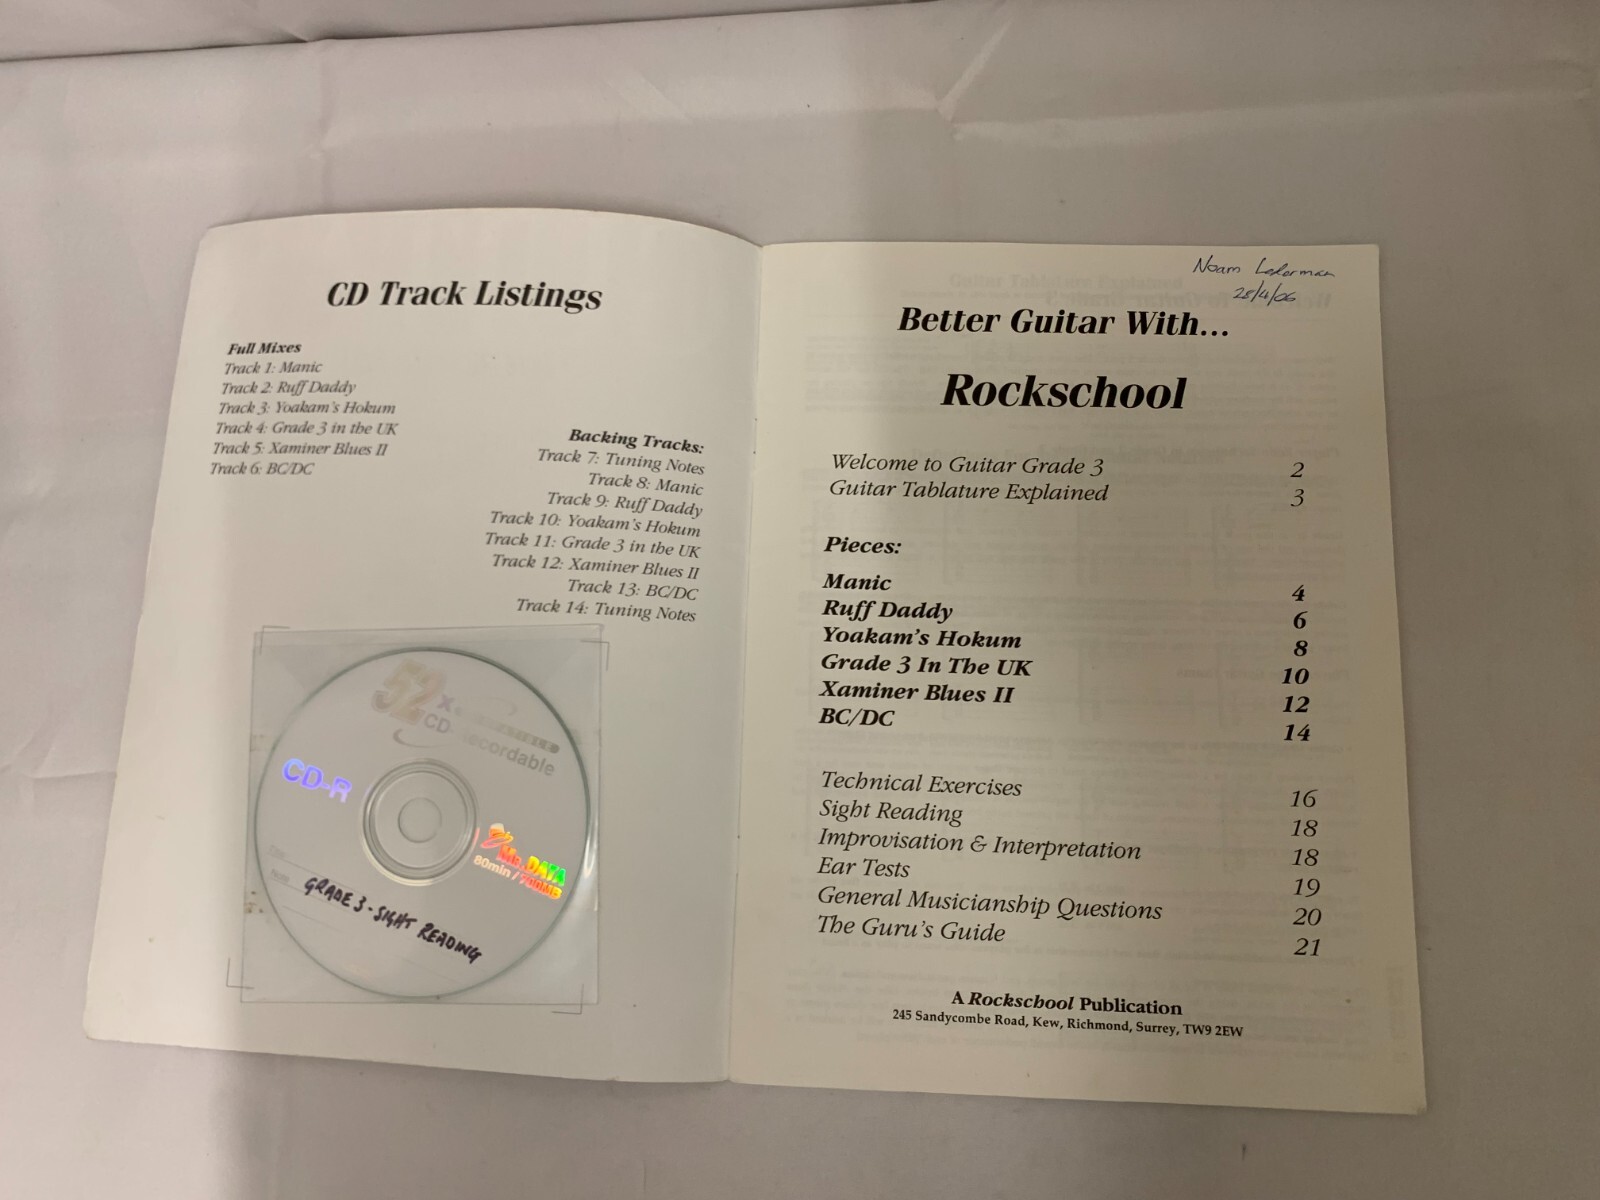 CD Track Listings
Full Mixes
Track 1: Manic
Track 2: Ruff Daddy
Track 3: Yoakam's Hokum
Track 4: Grade 3 in the UK
Track 5: Xaminer Blues II
Track 6: BC/DC
Backing Tracks:
Track 7: Tuning Notes
Track 8: Manic
Track 9: Ruff Daddy
Track 10: Yoakam's Hokum
Track 11: Grade 3 in the UK
Track 12: Xaminer Blues II
Track 13: BC/DC
Track 14: Tuning Notes
52X
CD-Recordable
CD-R
Mr. DATA
80min / 700MB
GRADE 3 - SIGHT READING
Noam
28/4/06
Better Guitar With...
Rockschool
Welcome to Guitar Grade 3 2
Guitar Tablature Explained 3
Pieces:
Manic 4
Ruff Daddy 6
Yoakam's Hokum 8
Grade 3 In The UK 10
Xaminer Blues II 12
BC/DC 14
Technical Exercises 16
Sight Reading 18
Improvisation & Interpretation 18
Ear Tests 19
General Musicianship Questions 20
The Guru's Guide 21
A Rockschool Publication
245 Sandycombe Road, Kew, Richmond, Surrey, TW9 2EW